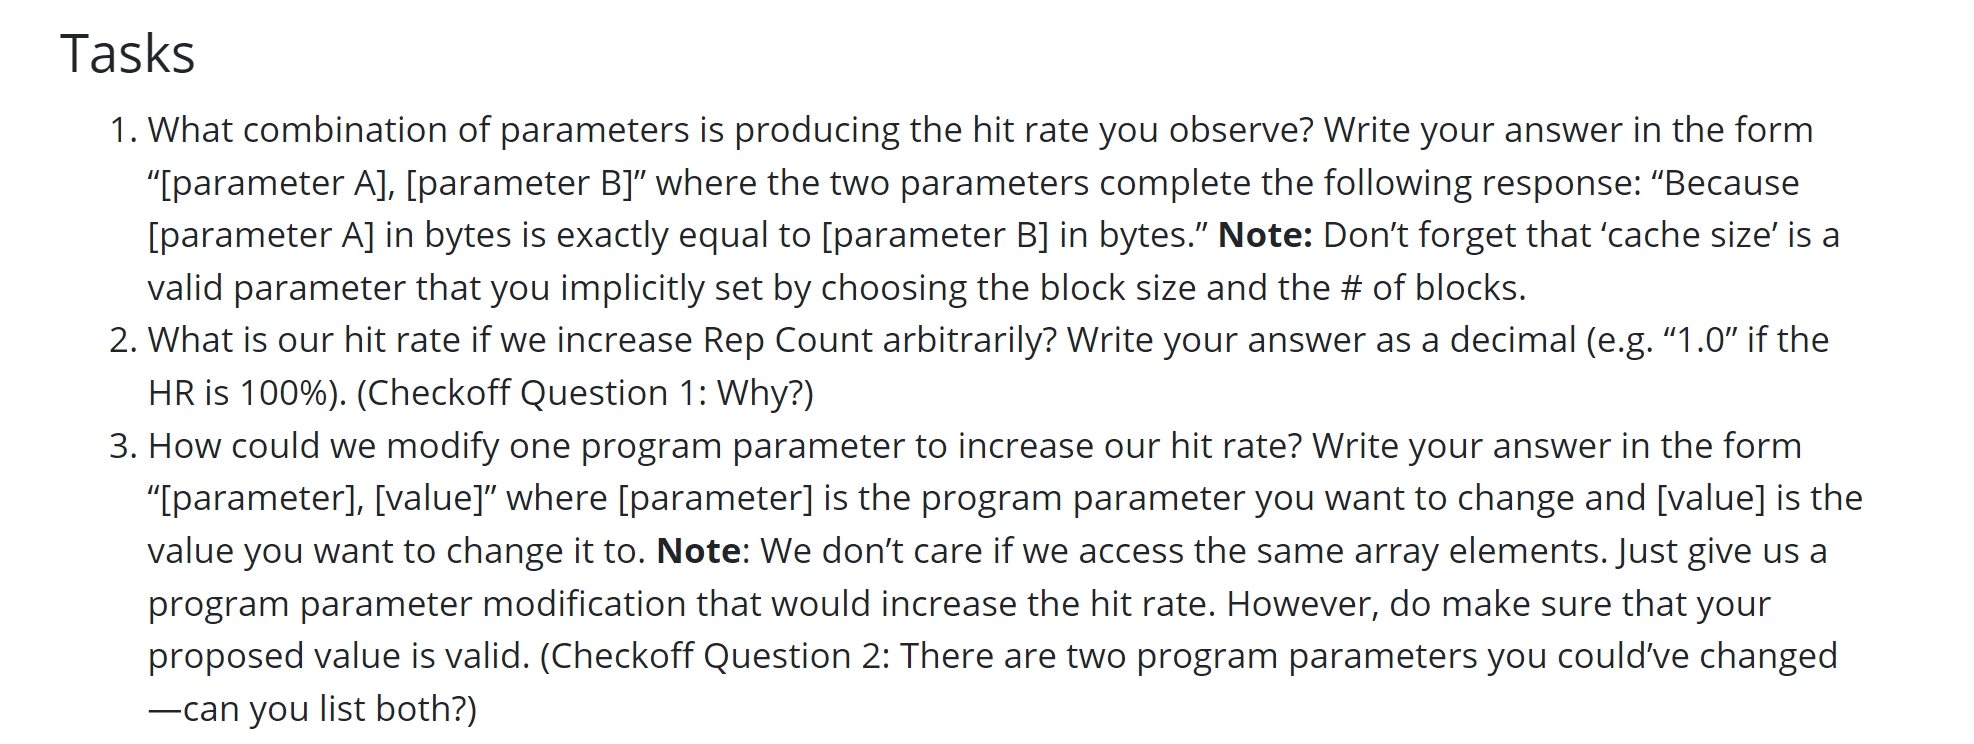 Tasks
1. What combination of parameters is producing the hit rate you observe? Write your answer in the form
“[parameter A], [parameter B]” where the two parameters complete the following response: “Because
[parameter A] in bytes is exactly equal to [parameter B] in bytes.” Note: Don’t forget that ‘cache size’ is a
valid parameter that you implicitly set by choosing the block size and the # of blocks.
2. What is our hit rate if we increase Rep Count arbitrarily? Write your answer as a decimal (e.g. “1.0” if the
HR is 100%). (Checkoff Question 1: Why?)
3. How could we modify one program parameter to increase our hit rate? Write your answer in the form
“[parameter], [value]” where [parameter] is the program parameter you want to change and [value] is the
value you want to change it to. Note: We don’t care if we access the same array elements. Just give us a
program parameter modification that would increase the hit rate. However, do make sure that your
proposed value is valid. (Checkoff Question 2: There are two program parameters you could’ve changed
—can you list both?)